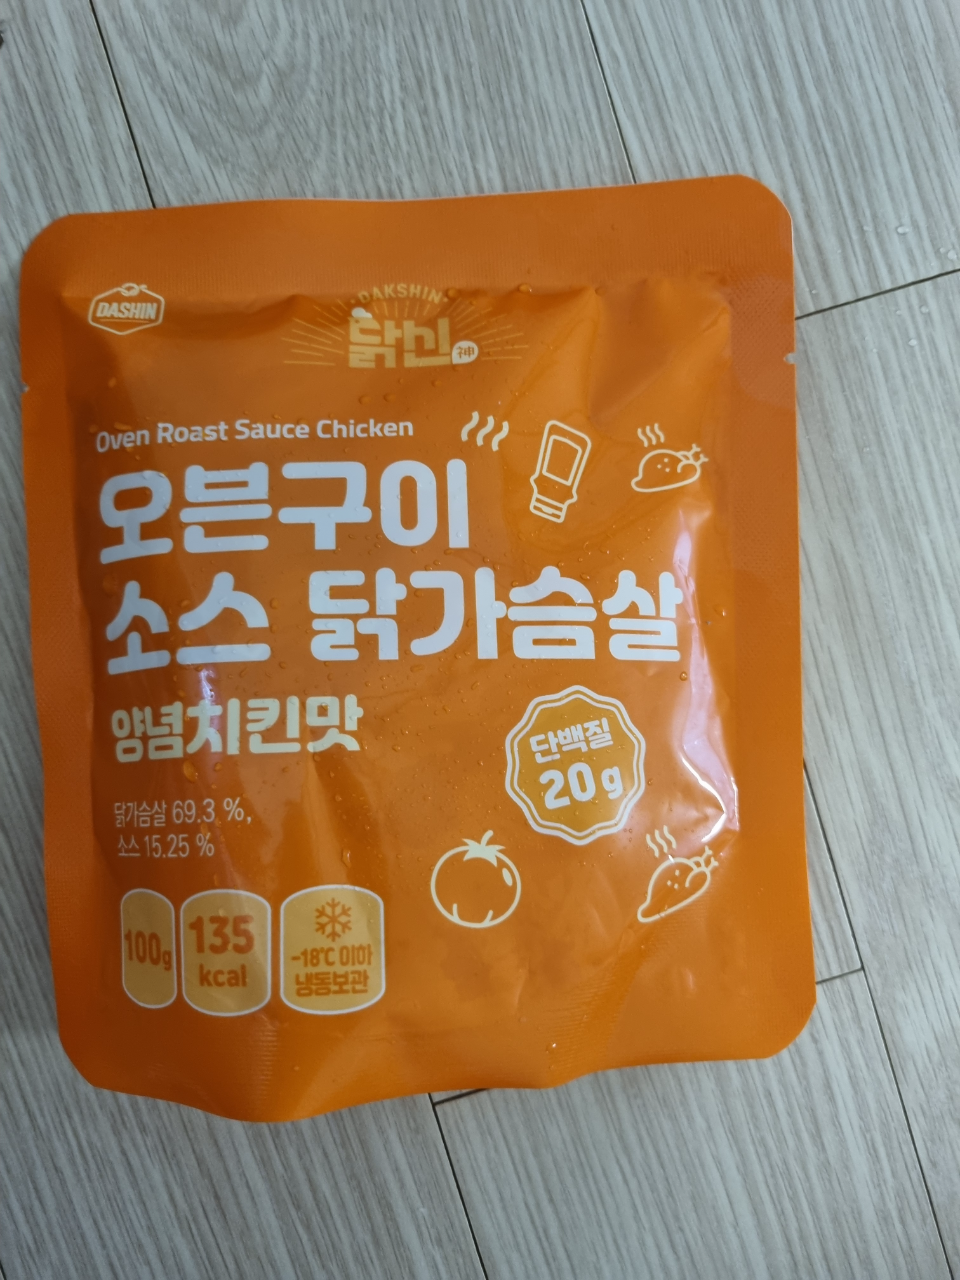 DASHIN
DAKSHIN
닭신
神
Oven Roast Sauce Chicken
오븐구이
소스 닭가슴살
양념치킨맛
단백질
20g
닭가슴살 69.3 %,
소스 15.25 %
100g
135
kcal
-18℃ 이하
냉동보관